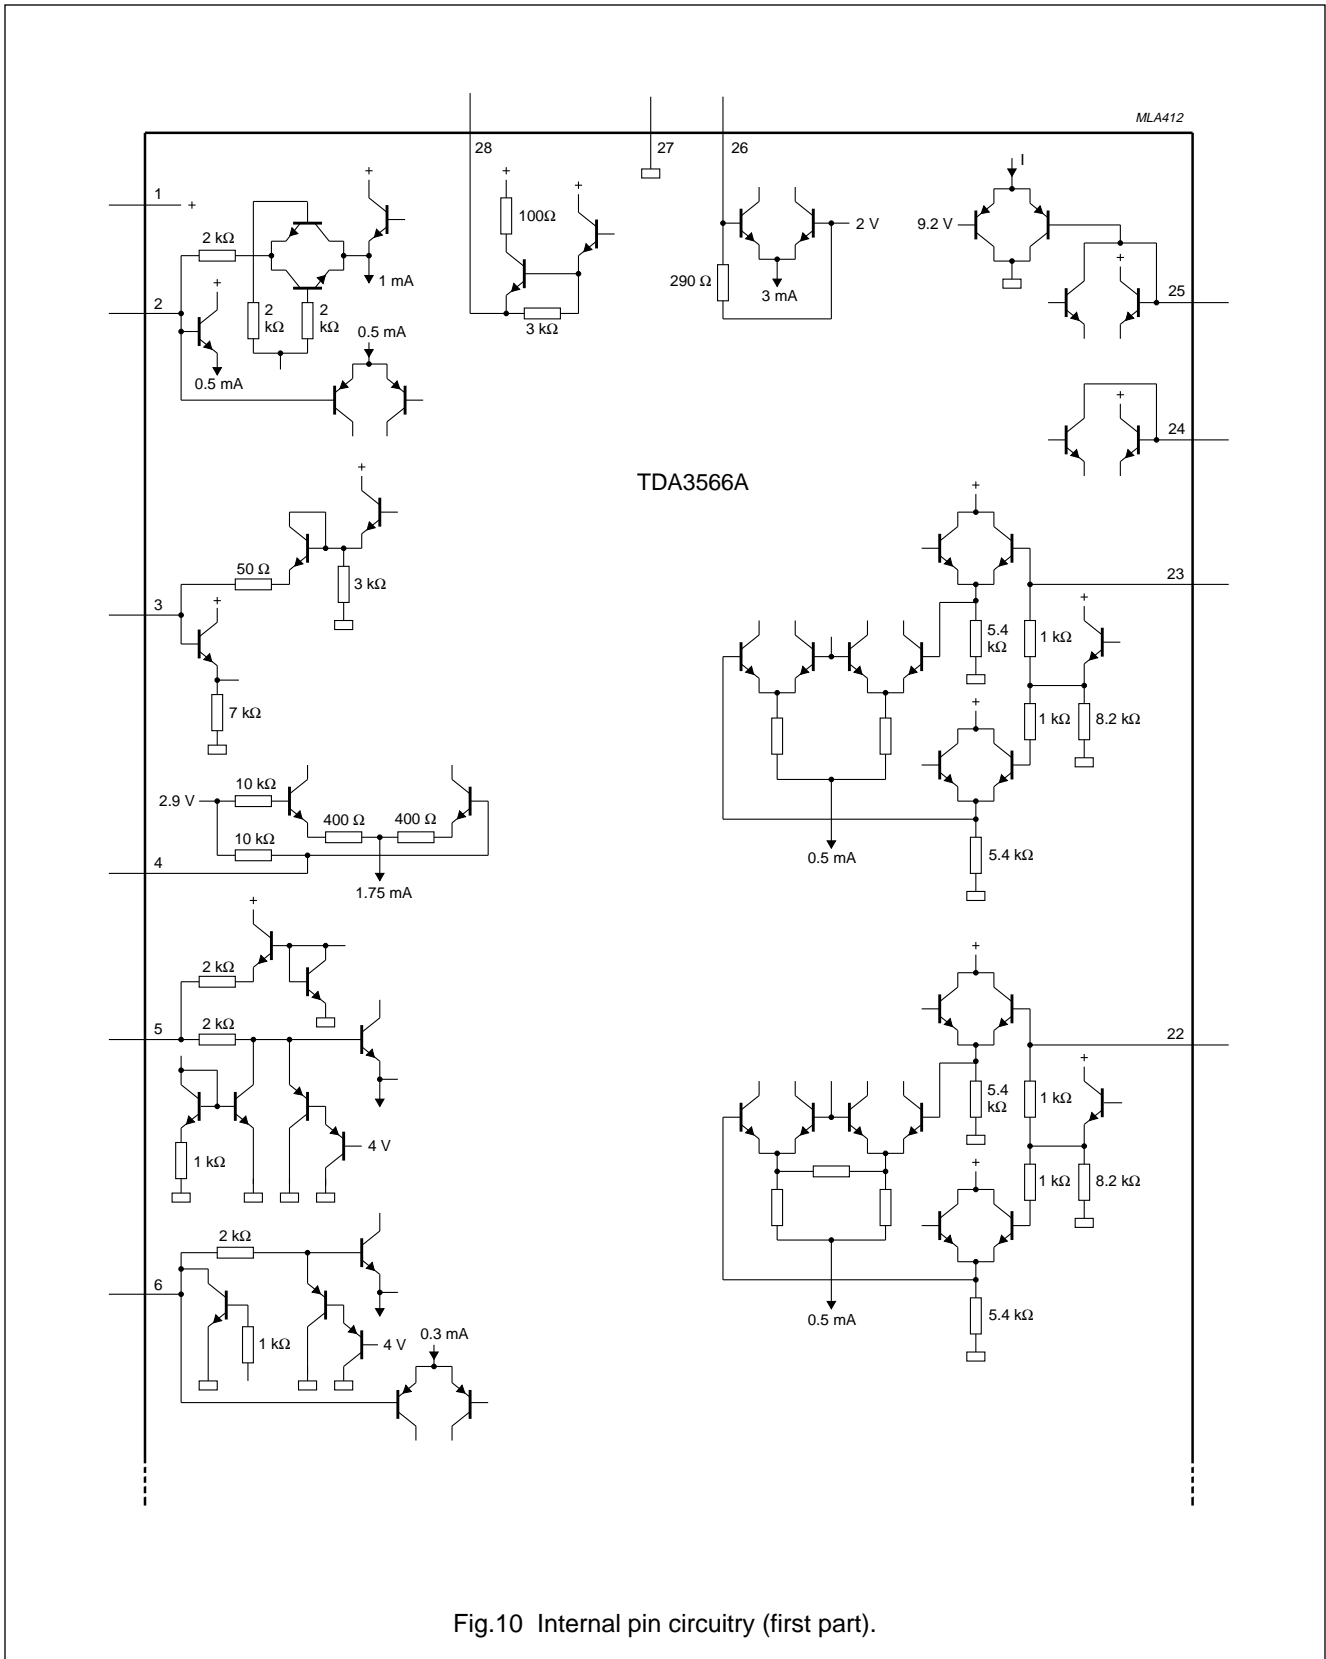 MLA412
28
27
26
1
+
+
+
+
I
100Ω
9.2 V
2 V
2 kΩ
1 mA
+
290 Ω
3 mA
+
25
2
2 kΩ
2 kΩ
3 kΩ
0.5 mA
0.5 mA
+
24
+
TDA3566A
+
50 Ω
3 kΩ
23
3
+
+
5.4 kΩ
1 kΩ
7 kΩ
+
1 kΩ
8.2 kΩ
10 kΩ
2.9 V
400 Ω
400 Ω
10 kΩ
0.5 mA
5.4 kΩ
4
1.75 mA
+
2 kΩ
+
5
2 kΩ
22
+
5.4 kΩ
1 kΩ
4 V
1 kΩ
+
1 kΩ
8.2 kΩ
2 kΩ
6
0.5 mA
5.4 kΩ
1 kΩ
4 V
0.3 mA
Fig.10 Internal pin circuitry (first part).